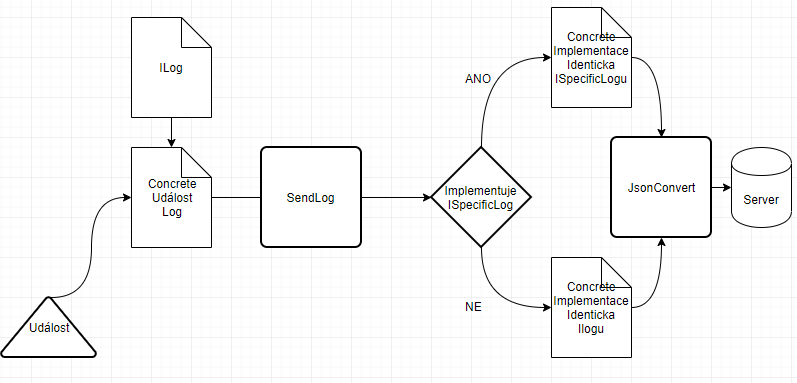 ILog
Concrete
Událost
Log
Událost
SendLog
Implementuje
ISpecificLog
ANO
Concrete
Implementace
Identicka
ISpecificLogu
NE
Concrete
Implementace
Identicka
Ilogu
JsonConvert
Server